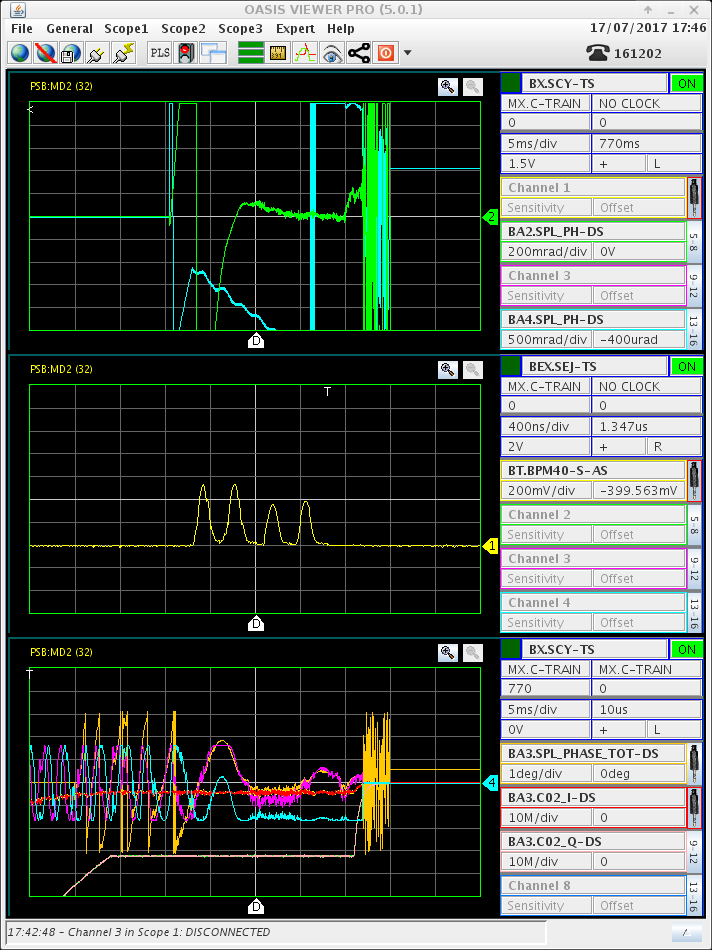 OASIS VIEWER PRO (5.0.1)
File General Scope1 Scope2 Scope3 Expert Help 17/07/2017 17:46
PLS 161202
PSB:MD2 (32)
<
2
D
BX.SCY-TS ON
MX.C-TRAIN NO CLOCK
0 0
5ms/div 770ms
1.5V + L
Channel 1
Sensitivity Offset
BA2.SPL_PH-DS
200mrad/div 0V
5-8
Channel 3
Sensitivity Offset
9-12
BA4.SPL_PH-DS
500mrad/div -400urad
13-16
PSB:MD2 (32)
T
1
D
BEX.SEJ-TS ON
MX.C-TRAIN NO CLOCK
0 0
400ns/div 1.347us
2V + R
BT.BPM40-S-AS
200mV/div -399.563mV
Channel 2
Sensitivity Offset
5-8
Channel 3
Sensitivity Offset
9-12
Channel 4
Sensitivity Offset
13-16
PSB:MD2 (32)
T
4
D
BX.SCY-TS ON
MX.C-TRAIN MX.C-TRAIN
770 0
5ms/div 10us
0V + L
BA3.SPL_PHASE_TOT-DS
1deg/div 0deg
BA3.C02_I-DS
10M/div 0
BA3.C02_Q-DS
10M/div 0
9-12
Channel 8
Sensitivity Offset
13-16
17:42:48 - Channel 3 in Scope 1: DISCONNECTED